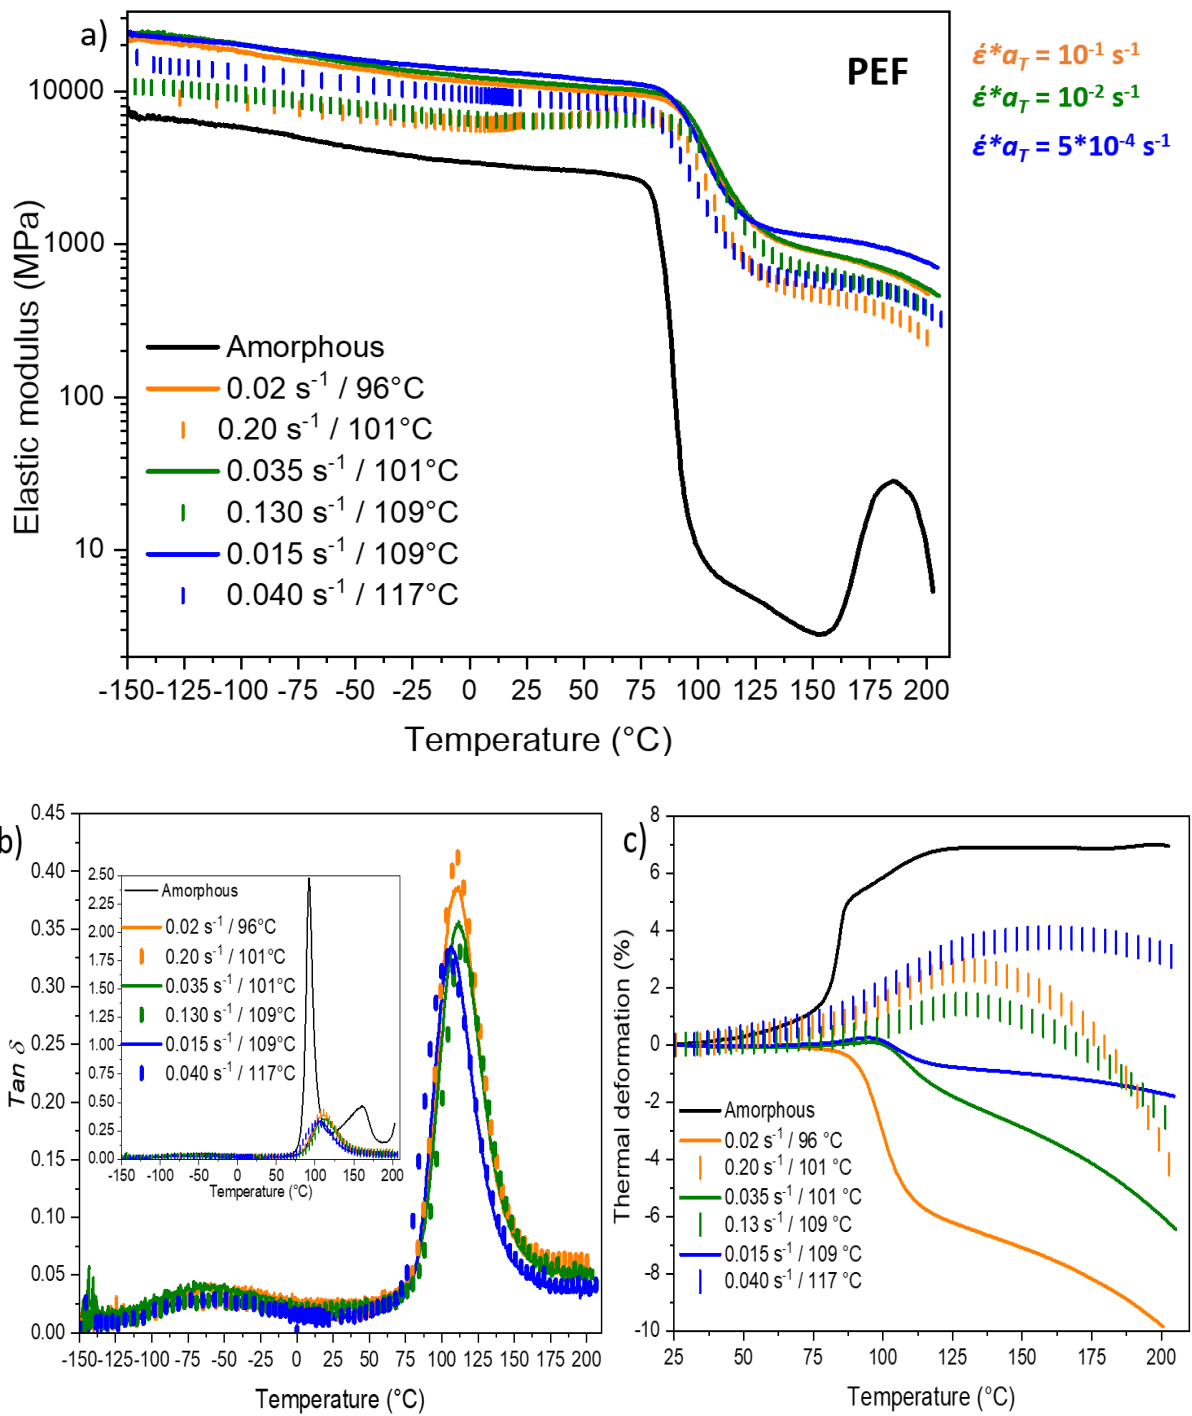 a)
PEF
ε̇*a_T = 10⁻¹ s⁻¹
ε̇*a_T = 10⁻² s⁻¹
ε̇*a_T = 5*10⁻⁴ s⁻¹
Elastic modulus (MPa)
10000
1000
100
10
Amorphous
0.02 s⁻¹ / 96°C
0.20 s⁻¹ / 101°C
0.035 s⁻¹ / 101°C
0.130 s⁻¹ / 109°C
0.015 s⁻¹ / 109°C
0.040 s⁻¹ / 117°C
-150 -125 -100 -75 -50 -25 0 25 50 75 100 125 150 175 200
Temperature (°C)
b)
Tan δ
0.45
0.40
0.35
0.30
0.25
0.20
0.15
0.10
0.05
0.00
2.50
2.25
2.00
1.75
1.50
1.25
1.00
0.75
0.50
0.25
0.00
Amorphous
0.02 s⁻¹ / 96°C
0.20 s⁻¹ / 101°C
0.035 s⁻¹ / 101°C
0.130 s⁻¹ / 109°C
0.015 s⁻¹ / 109°C
0.040 s⁻¹ / 117°C
-150 -100 -50 0 50 100 150 200
Temperature (°C)
-150 -125 -100 -75 -50 -25 0 25 50 75 100 125 150 175 200
Temperature (°C)
c)
Thermal deformation (%)
8
6
4
2
0
-2
-4
-6
-8
-10
Amorphous
0.02 s⁻¹ / 96 °C
0.20 s⁻¹ / 101 °C
0.035 s⁻¹ / 101 °C
0.13 s⁻¹ / 109 °C
0.015 s⁻¹ / 109 °C
0.040 s⁻¹ / 117 °C
25 50 75 100 125 150 175 200
Temperature (°C)